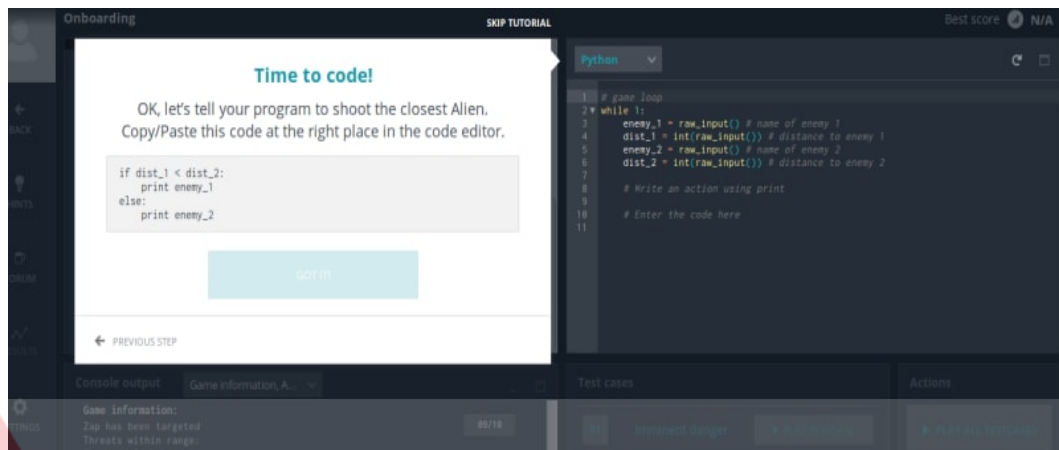 Onboarding
SKIP TUTORIAL
Best score N/A
BACK
HINTS
FORUM
RESULTS
SETTINGS
Time to code!
OK, let's tell your program to shoot the closest Alien.
Copy/Paste this code at the right place in the code editor.
if dist_1 < dist_2:
    print enemy_1
else:
    print enemy_2
GOT IT!
PREVIOUS STEP
Python
1 # game loop
2 while 1:
3     enemy_1 = raw_input() # name of enemy 1
4     dist_1 = int(raw_input()) # distance to enemy 1
5     enemy_2 = raw_input() # name of enemy 2
6     dist_2 = int(raw_input()) # distance to enemy 2
7
8     # Write an action using print
9
10     # Enter the code here
11
Console output
Game information, A...
Game information:
Zap has been targeted
Threats within range:
09/10
Test cases
01
Imminent danger
Actions
PLAY ALL TESTCASES